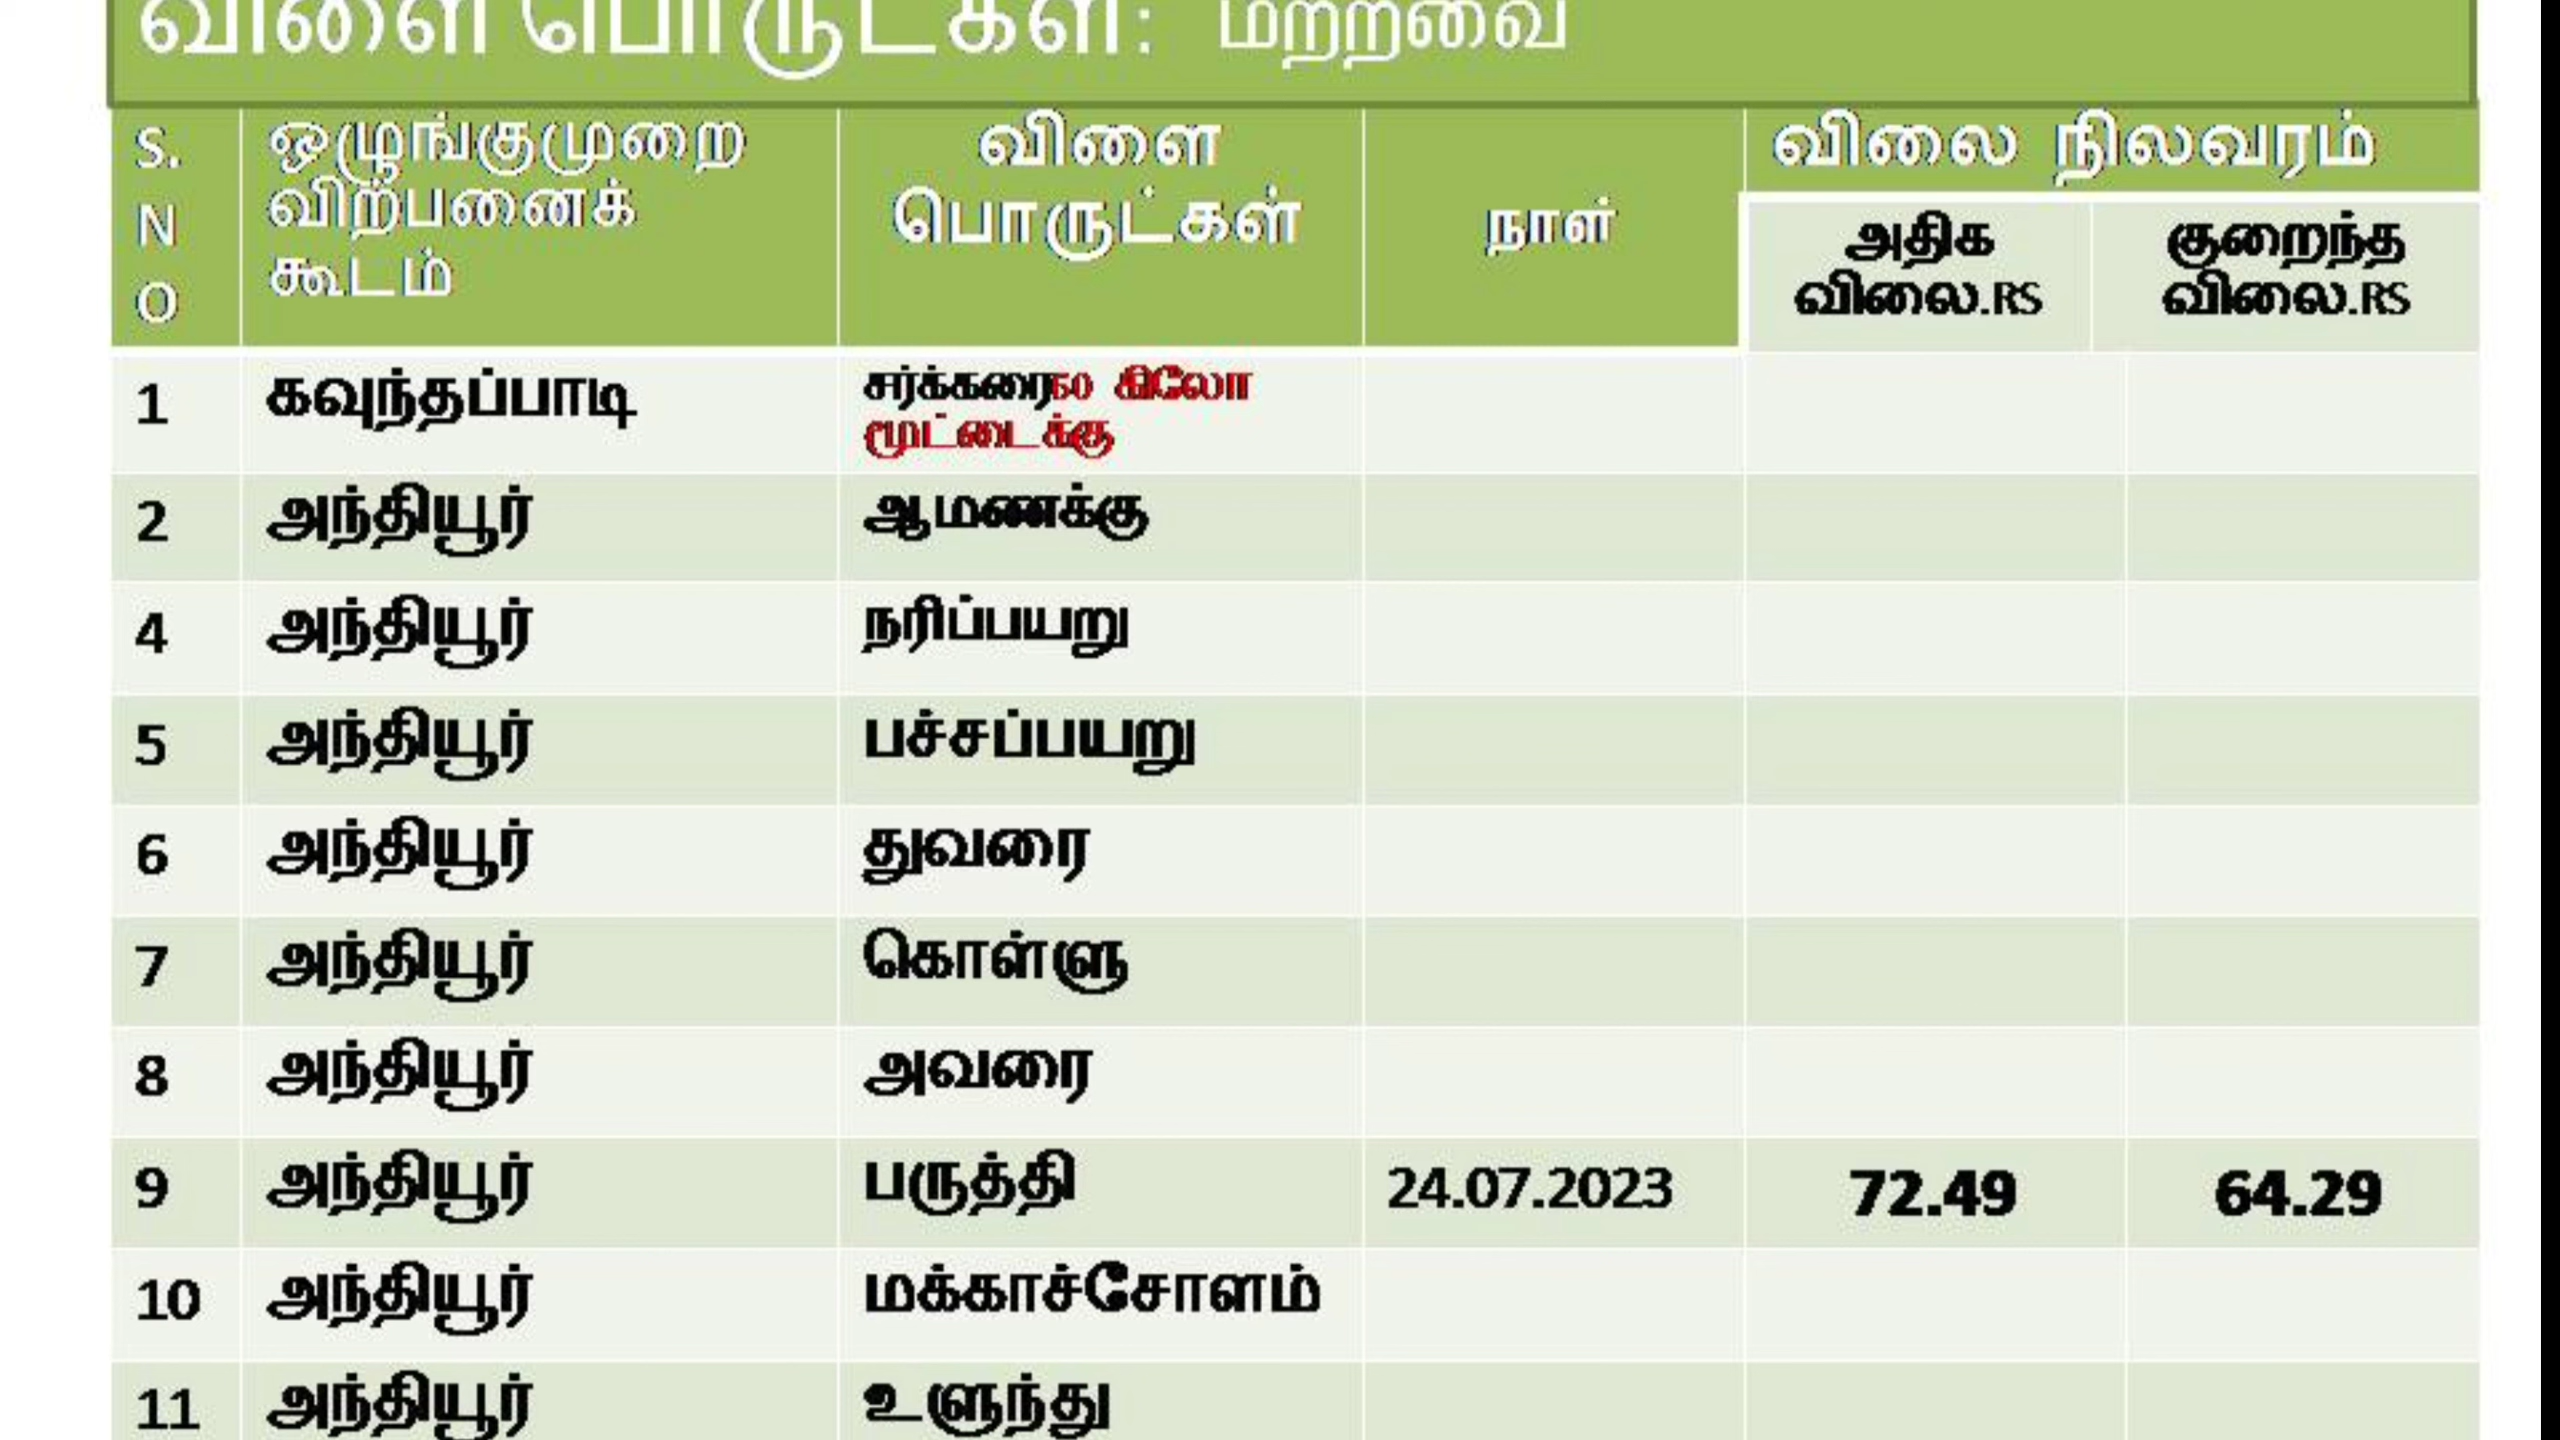 விளை பொருட்கள்: மற்றவை
S.NO ஒழுங்குமுறை விற்பனைக் கூடம் விளை பொருட்கள் நாள் விலை நிலவரம்
அதிக விலை.RS குறைந்த விலை.RS
1 கவுந்தப்பாடி சர்க்கரை60 கிலோ மூட்டைக்கு
2 அந்தியூர் ஆமணக்கு
4 அந்தியூர் நரிப்பயறு
5 அந்தியூர் பச்சப்பயறு
6 அந்தியூர் துவரை
7 அந்தியூர் கொள்ளு
8 அந்தியூர் அவரை
9 அந்தியூர் பருத்தி 24.07.2023 72.49 64.29
10 அந்தியூர் மக்காச்சோளம்
11 அந்தியூர் உளுந்து